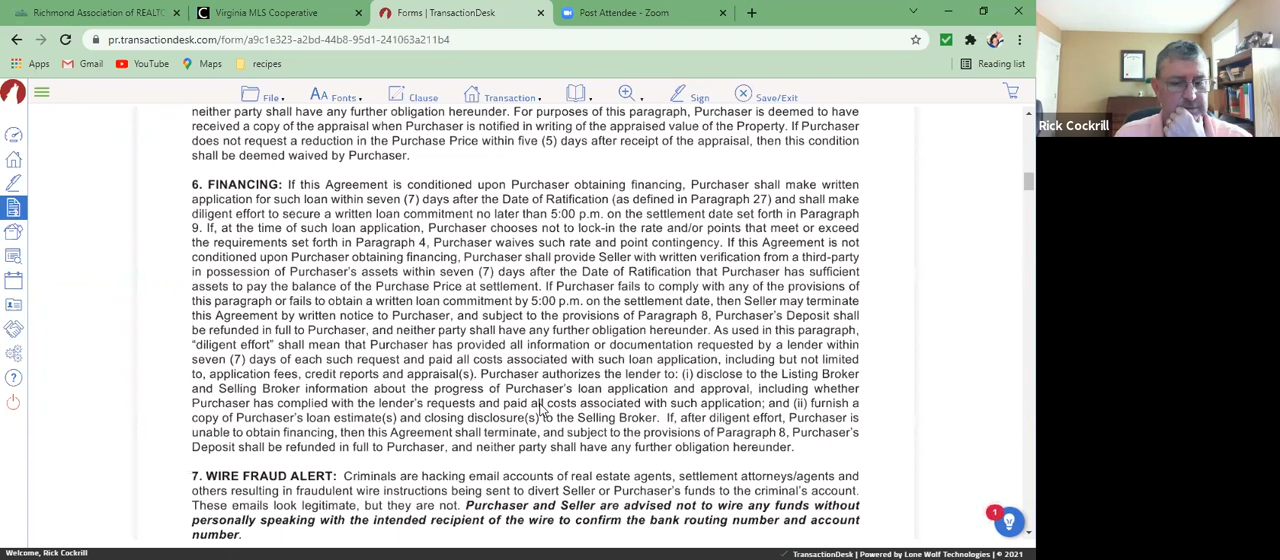 Richmond Association of REALTO
Virginia MLS Cooperative
Forms | TransactionDesk
Post Attendee - Zoom
pr.transactiondesk.com/form/a9c1e323-a2bd-44b8-95d1-241063a211b4
Apps
Gmail
YouTube
Maps
recipes
Reading list
File
Fonts
Clause
Transaction
Sign
Save/Exit
Rick Cockrill
neither party shall have any further obligation hereunder. For purposes of this paragraph, Purchaser is deemed to have
received a copy of the appraisal when Purchaser is notified in writing of the appraised value of the Property. If Purchaser
does not request a reduction in the Purchase Price within five (5) days after receipt of the appraisal, then this condition
shall be deemed waived by Purchaser.
6. FINANCING: If this Agreement is conditioned upon Purchaser obtaining financing, Purchaser shall make written
application for such loan within seven (7) days after the Date of Ratification (as defined in Paragraph 27) and shall make
diligent effort to secure a written loan commitment no later than 5:00 p.m. on the settlement date set forth in Paragraph
9. If, at the time of such loan application, Purchaser chooses not to lock-in the rate and/or points that meet or exceed
the requirements set forth in Paragraph 4, Purchaser waives such rate and point contingency. If this Agreement is not
conditioned upon Purchaser obtaining financing, Purchaser shall provide Seller with written verification from a third-party
in possession of Purchaser's assets within seven (7) days after the Date of Ratification that Purchaser has sufficient
assets to pay the balance of the Purchase Price at settlement. If Purchaser fails to comply with any of the provisions of
this paragraph or fails to obtain a written loan commitment by 5:00 p.m. on the settlement date, then Seller may terminate
this Agreement by written notice to Purchaser, and subject to the provisions of Paragraph 8, Purchaser's Deposit shall
be refunded in full to Purchaser, and neither party shall have any further obligation hereunder. As used in this paragraph,
“diligent effort” shall mean that Purchaser has provided all information or documentation requested by a lender within
seven (7) days of each such request and paid all costs associated with such loan application, including but not limited
to, application fees, credit reports and appraisal(s). Purchaser authorizes the lender to: (i) disclose to the Listing Broker
and Selling Broker information about the progress of Purchaser's loan application and approval, including whether
Purchaser has complied with the lender's requests and paid all costs associated with such application; and (ii) furnish a
copy of Purchaser's loan estimate(s) and closing disclosure(s) to the Selling Broker. If, after diligent effort, Purchaser is
unable to obtain financing, then this Agreement shall terminate, and subject to the provisions of Paragraph 8, Purchaser's
Deposit shall be refunded in full to Purchaser, and neither party shall have any further obligation hereunder.
7. WIRE FRAUD ALERT: Criminals are hacking email accounts of real estate agents, settlement attorneys/agents and
others resulting in fraudulent wire instructions being sent to divert Seller or Purchaser's funds to the criminal's account.
These emails look legitimate, but they are not. Purchaser and Seller are advised not to wire any funds without
personally speaking with the intended recipient of the wire to confirm the bank routing number and account
number.
1
Welcome, Rick Cockrill
TransactionDesk | Powered by Lone Wolf Technologies | © 2021